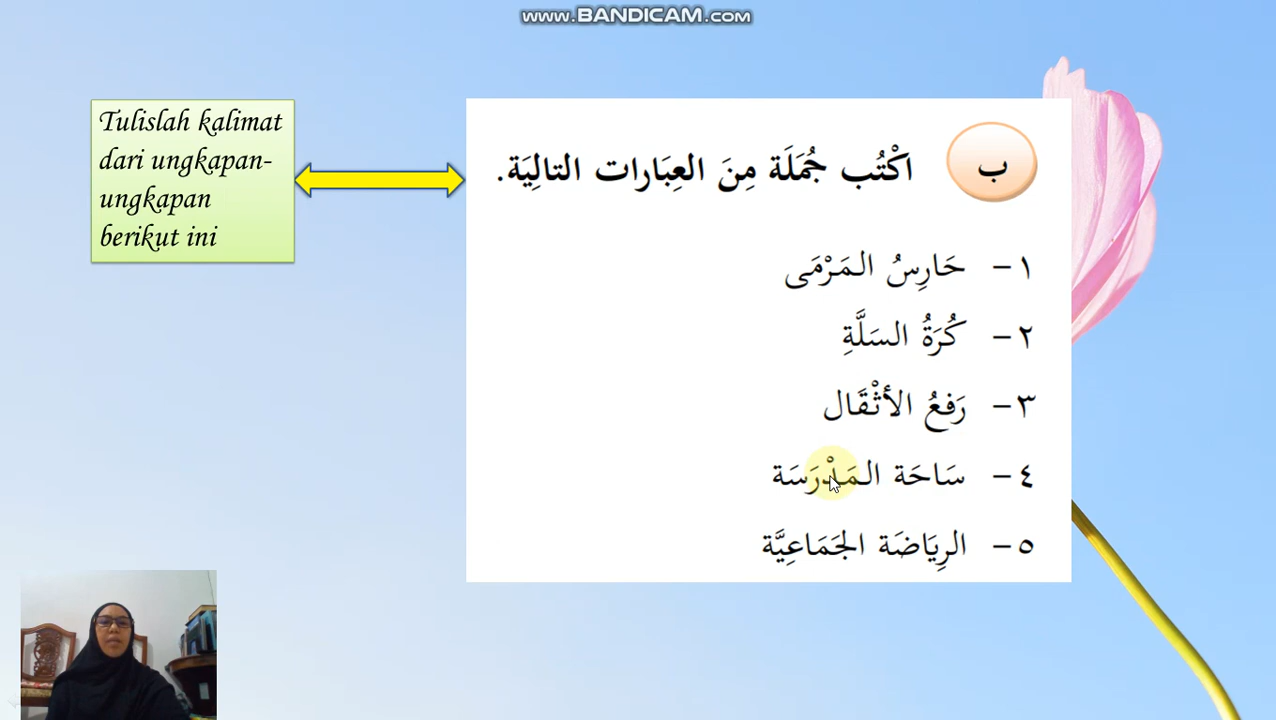 www.BANDICAM.com
Tulislah kalimat
dari ungkapan-
ungkapan
berikut ini
ب
اكْتُب جُمَلَة مِنَ العِبَارات التالِيَة.
١- حَارِسُ المَرْمَى
٢- كُرَةُ السَلَّةِ
٣- رَفعُ الأثْقَال
٤- سَاحَة المَدْرَسَة
٥- الرِيَاضَة الجَمَاعِيَّة